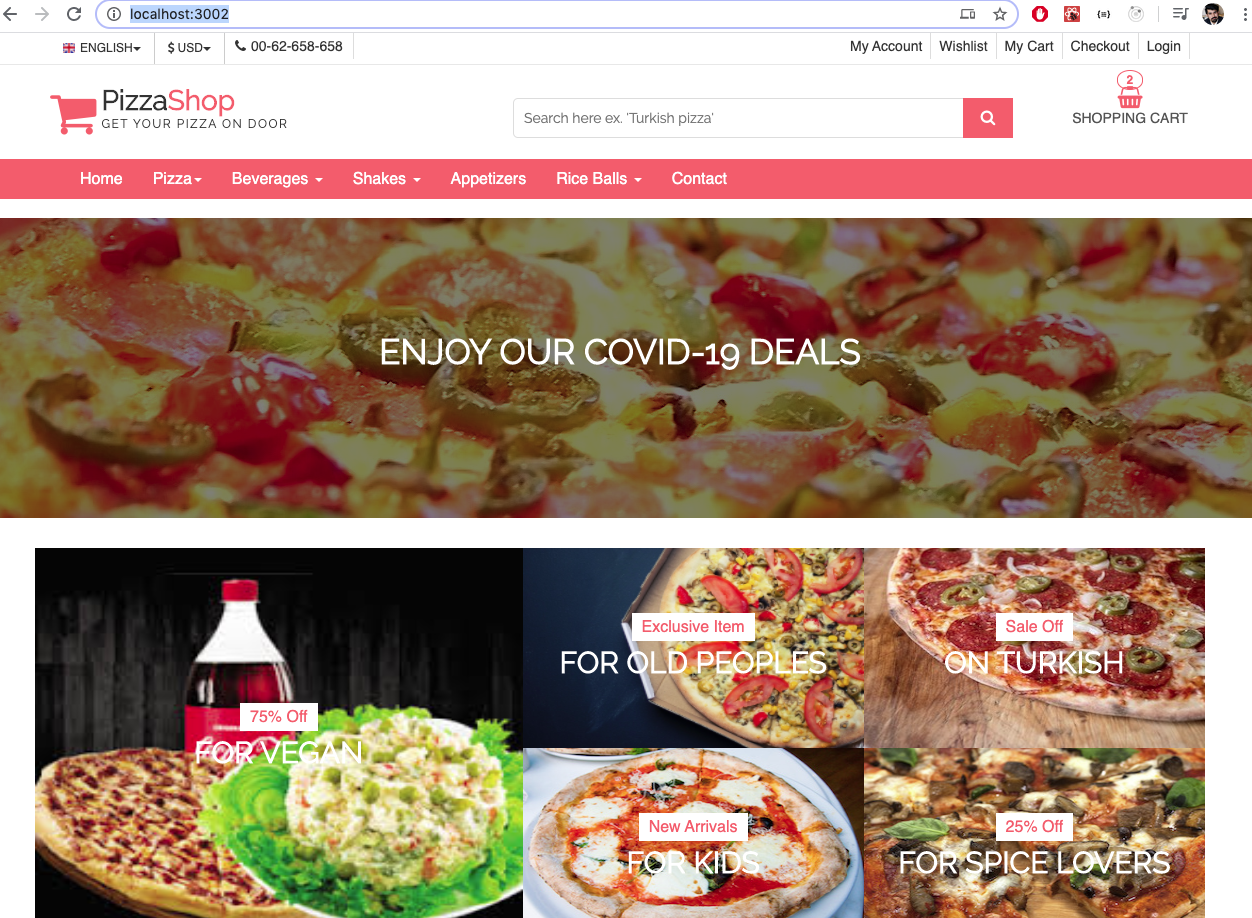 localhost:3002
ENGLISH
$ USD
00-62-658-658
My Account
Wishlist
My Cart
Checkout
Login
PizzaShop
GET YOUR PIZZA ON DOOR
Search here ex. 'Turkish pizza'
2
SHOPPING CART
Home
Pizza
Beverages
Shakes
Appetizers
Rice Balls
Contact
ENJOY OUR COVID-19 DEALS
75% Off
FOR VEGAN
Exclusive Item
FOR OLD PEOPLES
Sale Off
ON TURKISH
New Arrivals
FOR KIDS
25% Off
FOR SPICE LOVERS